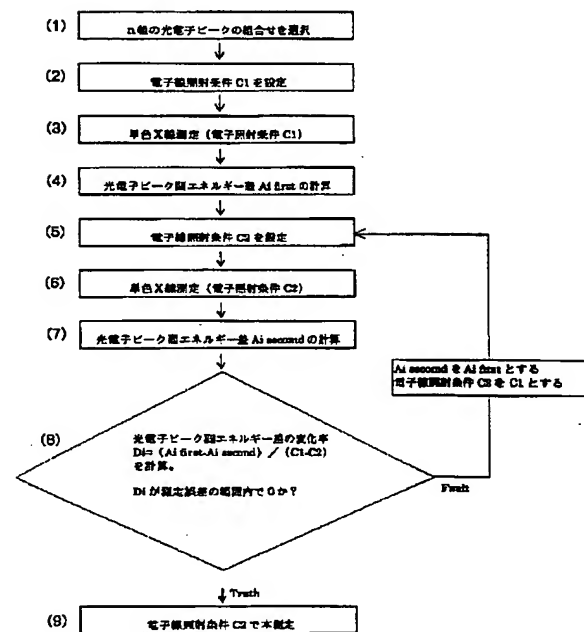 (1) n組の光電子ピークの組合せを選択
(2) 電子線照射条件 C1 を設定
(3) 単色X線測定(電子照射条件 C1)
(4) 光電子ピーク間エネルギー差 Ai first の計算
(5) 電子線照射条件 C2 を設定
(6) 単色X線測定(電子照射条件 C2)
(7) 光電子ピーク間エネルギー差 Ai second の計算
Ai second を Ai first とする
電子線照射条件 C2 を C1 とする
(8) 光電子ピーク間エネルギー差の変化率
Di=(Ai first-Ai second)/(C1-C2)
を計算。
Di が測定誤差の範囲内で0か?
Fault
Truth
(9) 電子線照射条件 C2 で本測定